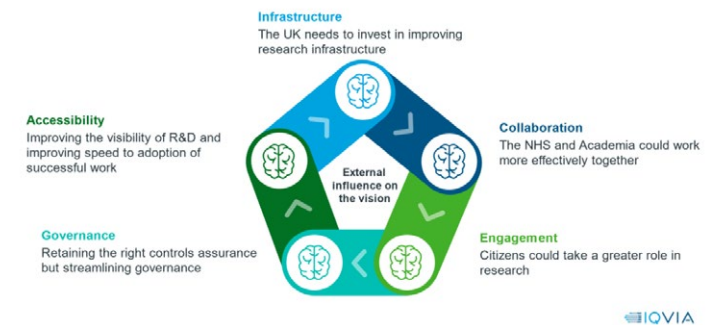 Infrastructure
The UK needs to invest in improving
research infrastructure
Accessibility
Improving the visibility of R&D and
improving speed to adoption of
successful work
Collaboration
The NHS and Academia could work
more effectively together
External
influence on
the vision
Governance
Retaining the right controls assurance
but streamlining governance
Engagement
Citizens could take a greater role in
research
IQVIA